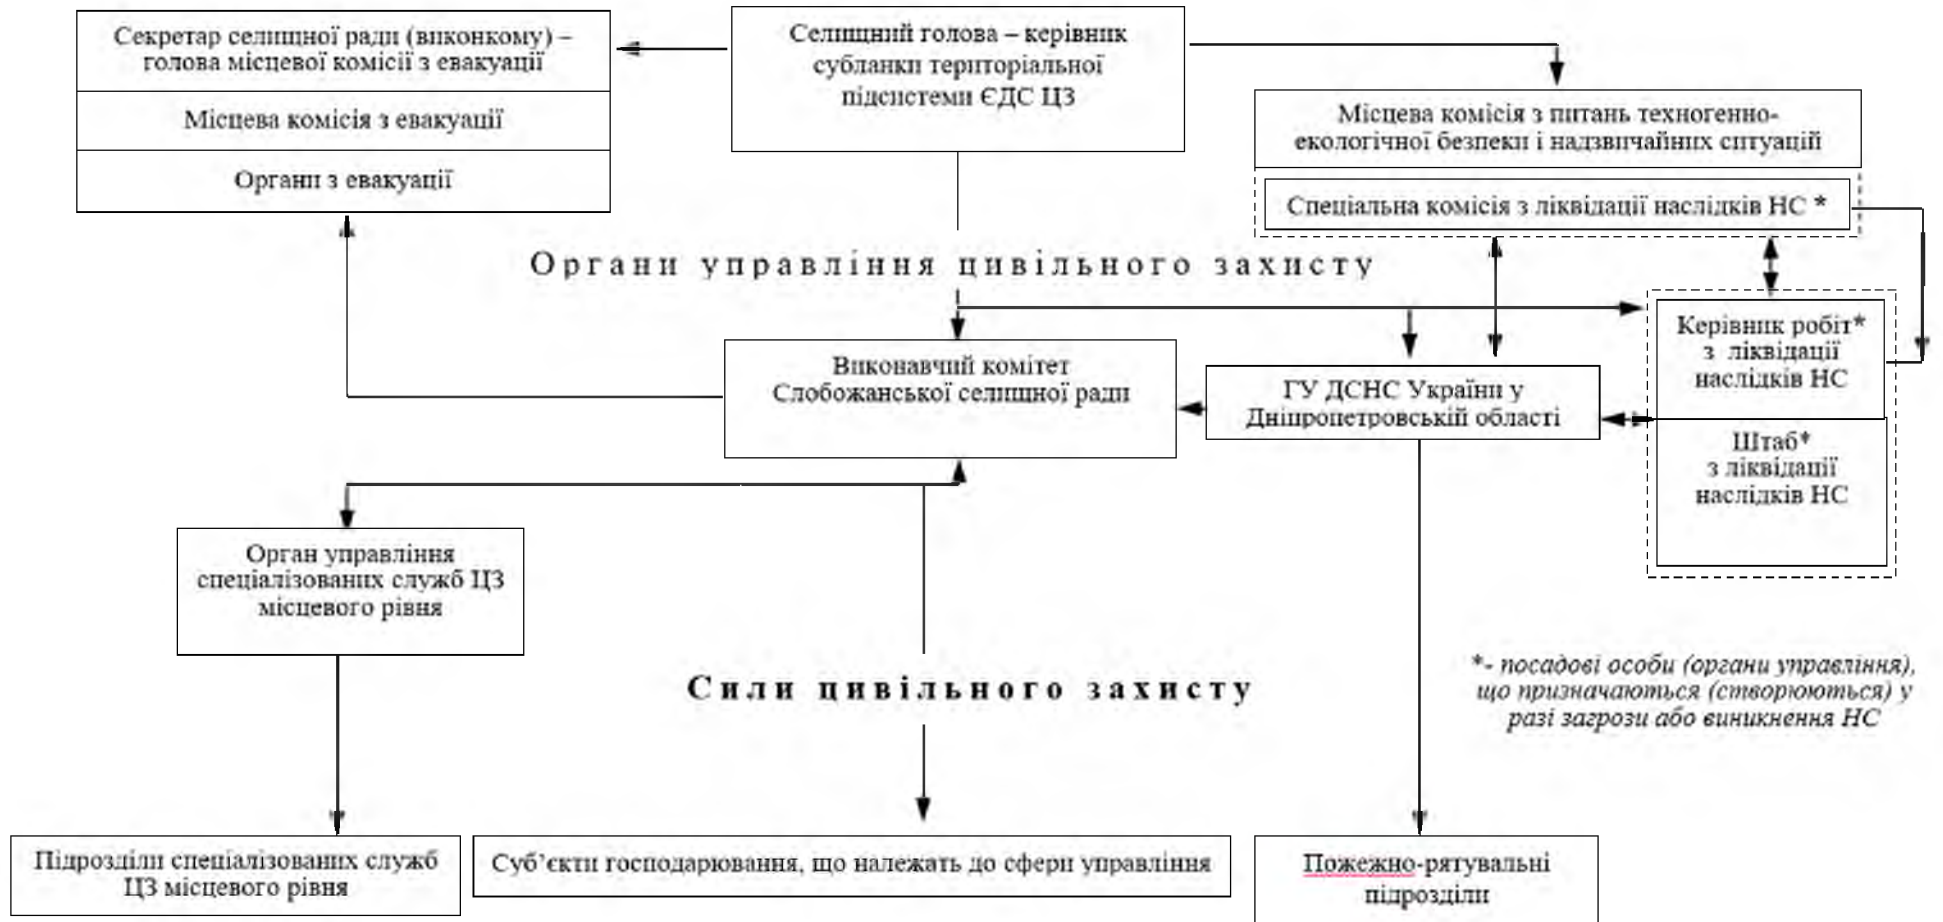 Секретар селищної ради (виконкому) –
голова місцевої комісії з евакуації
Місцева комісія з евакуації
Органи з евакуації
Селищний голова – керівник
субланки територіальної
підсистеми ЄДС ЦЗ
Місцева комісія з питань техногенно-
екологічної безпеки і надзвичайних ситуацій
Спеціальна комісія з ліквідації наслідків НС *
Органи управління цивільного захисту
Виконавчий комітет
Слобожанської селищної ради
ГУ ДСНС України у
Дніпропетровській області
Керівник робіт*
з ліквідації
наслідків НС
Штаб*
з ліквідації
наслідків НС
Орган управління
спеціалізованих служб ЦЗ
місцевого рівня
Сили цивільного захисту
*- посадові особи (органи управління),
що призначаються (створюються) у
разі загрози або виникнення НС
Підрозділи спеціалізованих служб
ЦЗ місцевого рівня
Суб’єкти господарювання, що належать до сфери управління
Пожежно-рятувальні
підрозділи